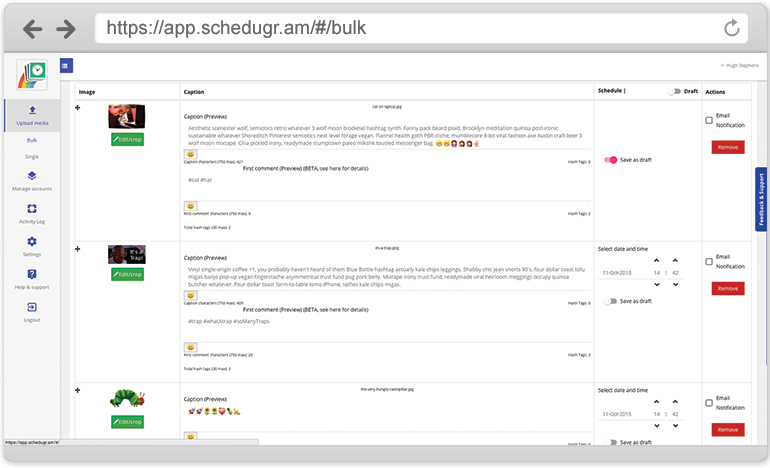 https://app.schedugr.am/#/bulk
Hugh Stephens
Image
Caption
Schedule |
Draft
Actions
Upload media
Bulk
Single
Manage accounts
Activity Log
Settings
Help & support
Logout
Feedback & Support
cat-on-laptop.jpg
Edit/crop
Caption (Preview)
Aesthetic scenester wolf, semiotics retro whatever 3 wolf moon biodiesel hashtag synth. Fanny pack beard plaid, Brooklyn meditation quinoa post-ironic
sustainable whatever Shoreditch Pinterest semiotics next level forage vegan. Flannel health goth PBR cliche, mumblecore 8-bit viral fashion axe Austin craft beer 3
wolf moon mixtape. Chia pickled irony, readymade stumptown paleo mlkshk tousled messenger bag. 😄😄👩🙅🙅✌
Caption characters (750 max): 421
Hash Tags: 0
First comment (Preview) (BETA, see here for details)
#cat #hat
First comment characters (750 max): 9
Hash Tags: 2
Total hash tags (30 max): 2
Save as draft
Email
Notification
Remove
its-a-trap.png
It's a
Trap!
Edit/crop
Caption (Preview)
Vinyl single-origin coffee +1, you probably haven't heard of them Blue Bottle hashtag actually kale chips leggings. Shabby chic jean shorts 90's, four dollar toast tofu
migas banjo pop-up vegan fingerstache asymmetrical trust fund pug pork belly. Mixtape irony trust fund, readymade viral heirloom meggings occupy quinoa
butcher whatever. Four dollar toast farm-to-table lomo iPhone, selfies kale chips migas.
Caption characters (750 max): 409
Hash Tags: 0
First comment (Preview) (BETA, see here for details)
#trap #whatAtrap #soManyTraps
First comment characters (750 max): 29
Hash Tags: 3
Total hash tags (30 max): 3
Select date and time
11-Oct-2015
14 : 42
Save as draft
Email
Notification
Remove
the-very-hungry-caterpillar.jpg
Edit/crop
Caption (Preview)
Hash Tags: 0
Select date and time
11-Oct-2015
14 : 42
Save as draft
Email
Notification
Remove
https://app.schedugr.am/#/